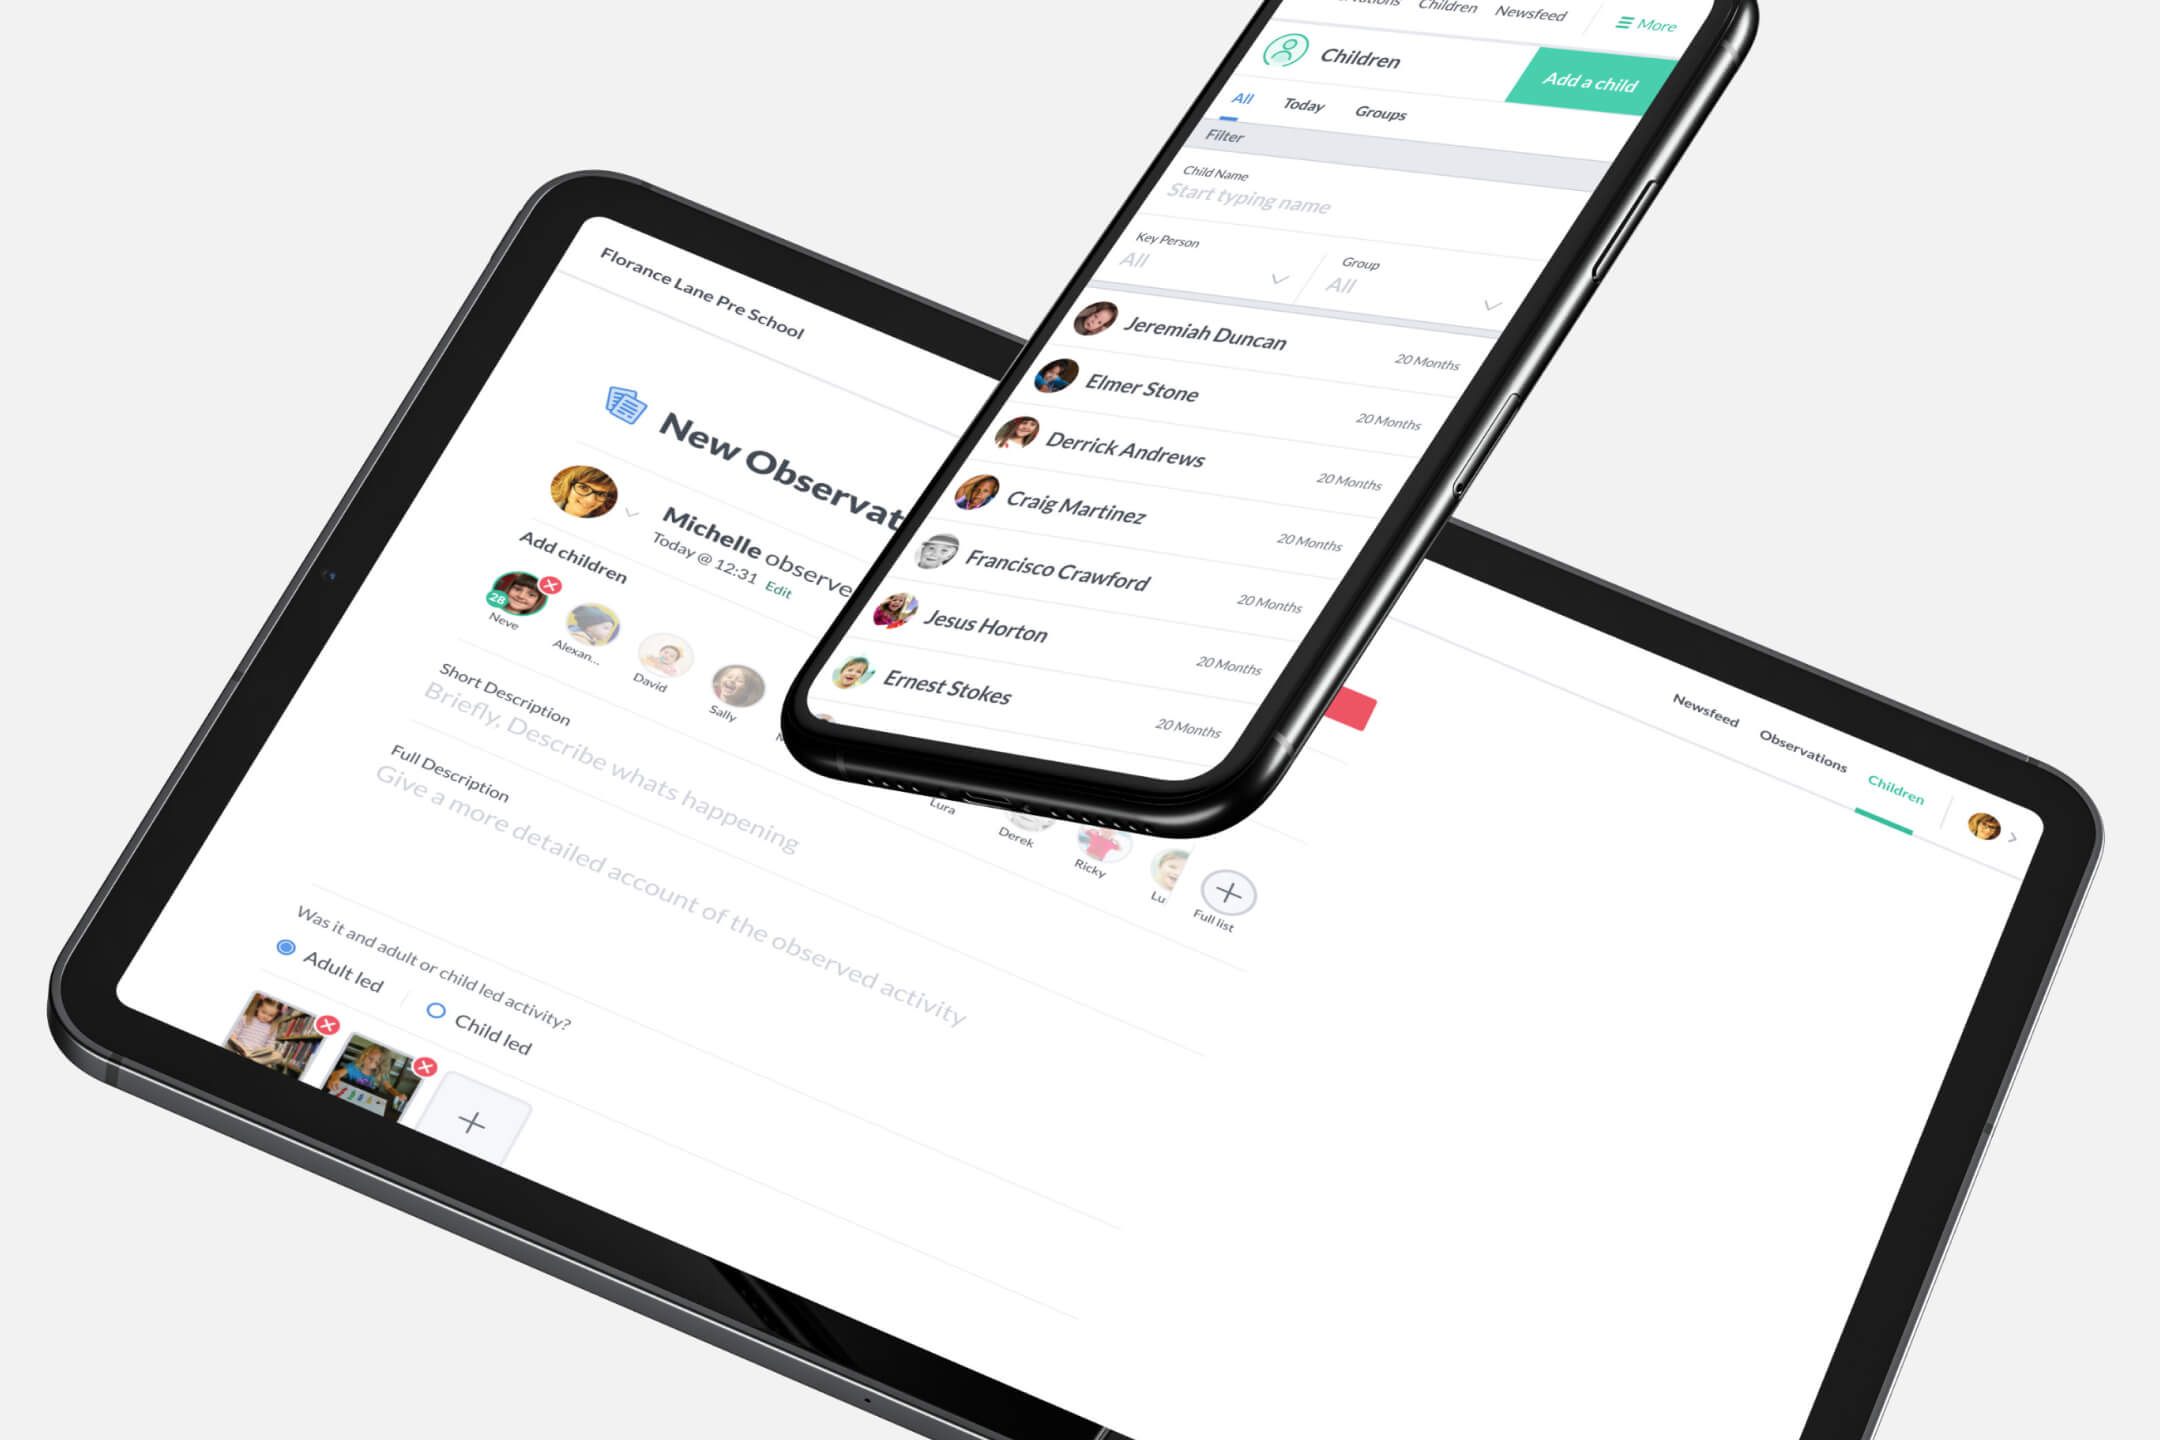 Children Newsfeed More
Children
Add a child
All Today Groups
Filter
Child Name
Start typing name
Key Person
All
Group
All
Jeremiah Duncan 20 Months
Elmer Stone 20 Months
Derrick Andrews 20 Months
Craig Martinez 20 Months
Francisco Crawford 20 Months
Jesus Horton 20 Months
Ernest Stokes 20 Months
Florance Lane Pre School
Newsfeed Observations Children
New Observat
Michelle observe
Today @ 12:31 Edit
Add children
28
Neve Alexan... David Sally
Lura Derek Ricky Lu Full list
Short Description
Briefly, Describe whats happening
Full Description
Give a more detailed account of the observed activity
Was it and adult or child led activity?
Adult led Child led